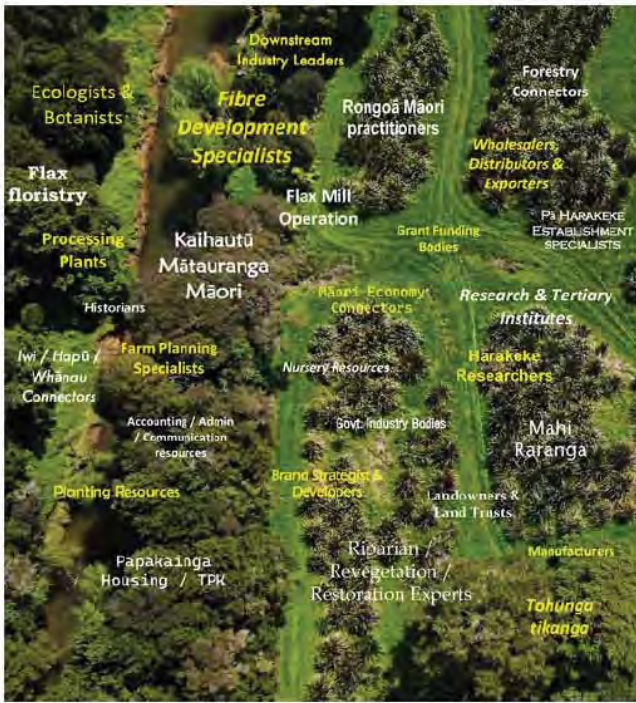 Downstream
Industry Leaders
Ecologists &
Botanists
Fibre
Development
Specialists
Rongoā Māori
practitioners
Forestry
Connectors
Wholesalers,
Distributors &
Exporters
Flax
floristry
Flax Mill
Operation
Pā HARAKEKE
ESTABLISHMENT
SPECIALISTS
Grant Funding
Bodies
Processing
Plants
Kaihautū
Mātauranga
Māori
Historians
Māori Economy
Connectors
Research & Tertiary
Institutes
Iwi / Hapū /
Whānau
Connectors
Farm Planning
Specialists
Nursery Resources
Harakeke
Researchers
Accounting / Admin
/ Communication
resources
Govt. Industry Bodies
Mahi
Raranga
Planting Resources
Brand Strategist &
Developers
Landowners &
Land Trusts
Papakainga
Housing / TPK
Riparian /
Revegetation /
Restoration Experts
Manufacturers
Tohunga
tikanga